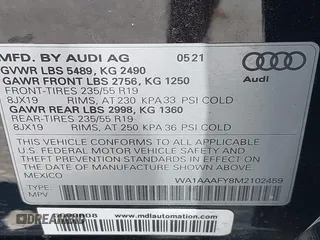 MFD. BY AUDI AG 05 21
GVWR LBS 5489, KG 2490
GAWR FRONT LBS 2756, KG 1250
FRONT-TIRES 235/55 R19
8JX19 RIMS, AT 230 KPA 33 PSI COLD
GAWR REAR LBS 2998, KG 1360
REAR-TIRES 235/55 R19
8JX19 RIMS, AT 250 KPA 36 PSI COLD
Audi
THIS VEHICLE CONFORMS TO ALL APPLICABLE
U.S. FEDERAL MOTOR VEHICLE SAFETY AND
THEFT PREVENTION STANDARDS IN EFFECT ON
THE DATE OF MANUFACTURE SHOWN ABOVE.
WA1AAAFY8M2102459
MEXICO
TYPE:
www.mdlautomation.com